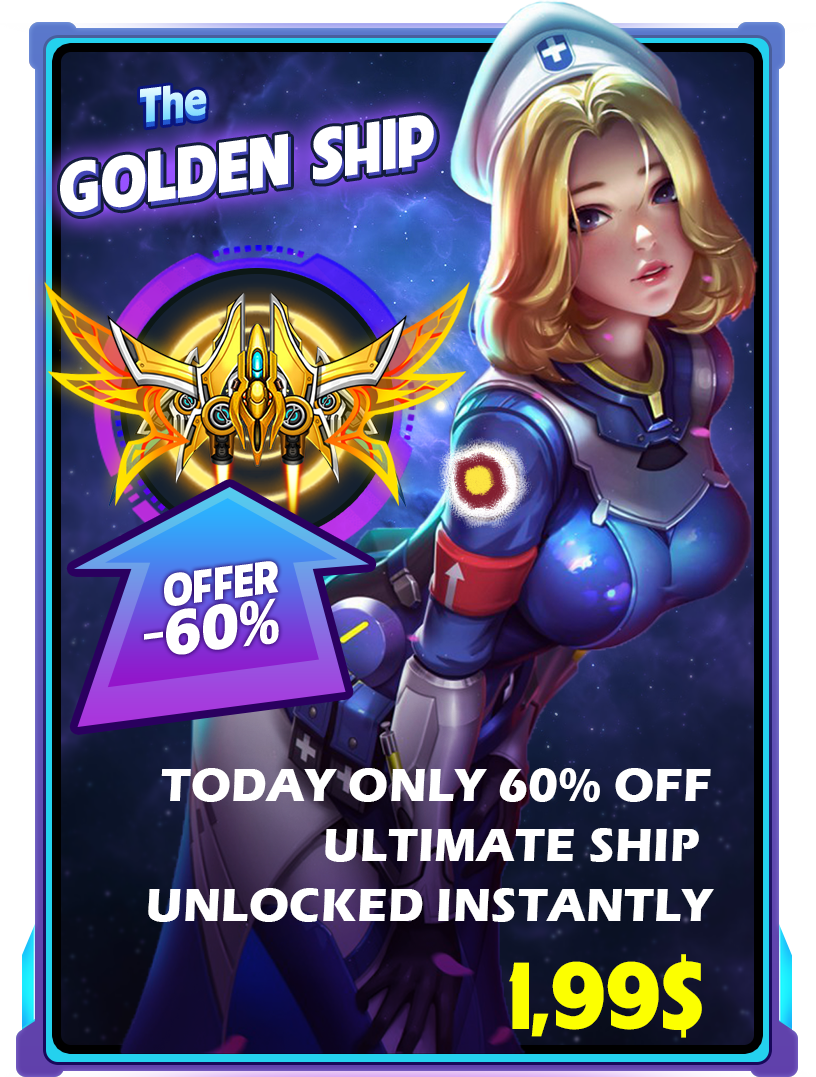 The
GOLDEN SHIP
OFFER
-60%
TODAY ONLY 60% OFF
ULTIMATE SHIP
UNLOCKED INSTANTLY
1,99$